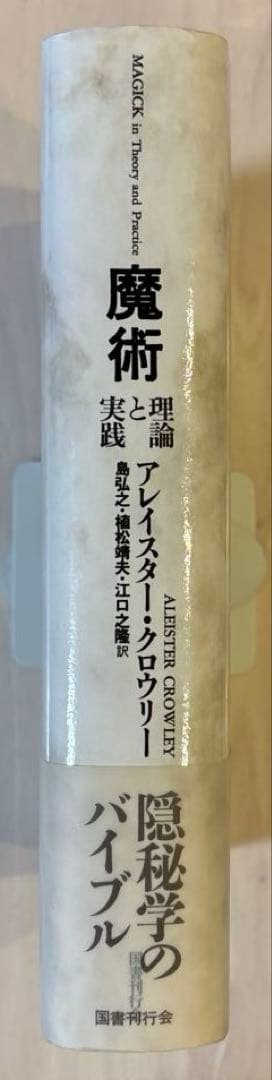 MAGICK in Theory and Practice
魔術
理論
と
実践
アレイスター・クロウリー
ALEISTER CROWLEY
島弘之・植松靖夫・江口之隆訳
隠秘学の
バイブル
国書刊行
国書刊行会